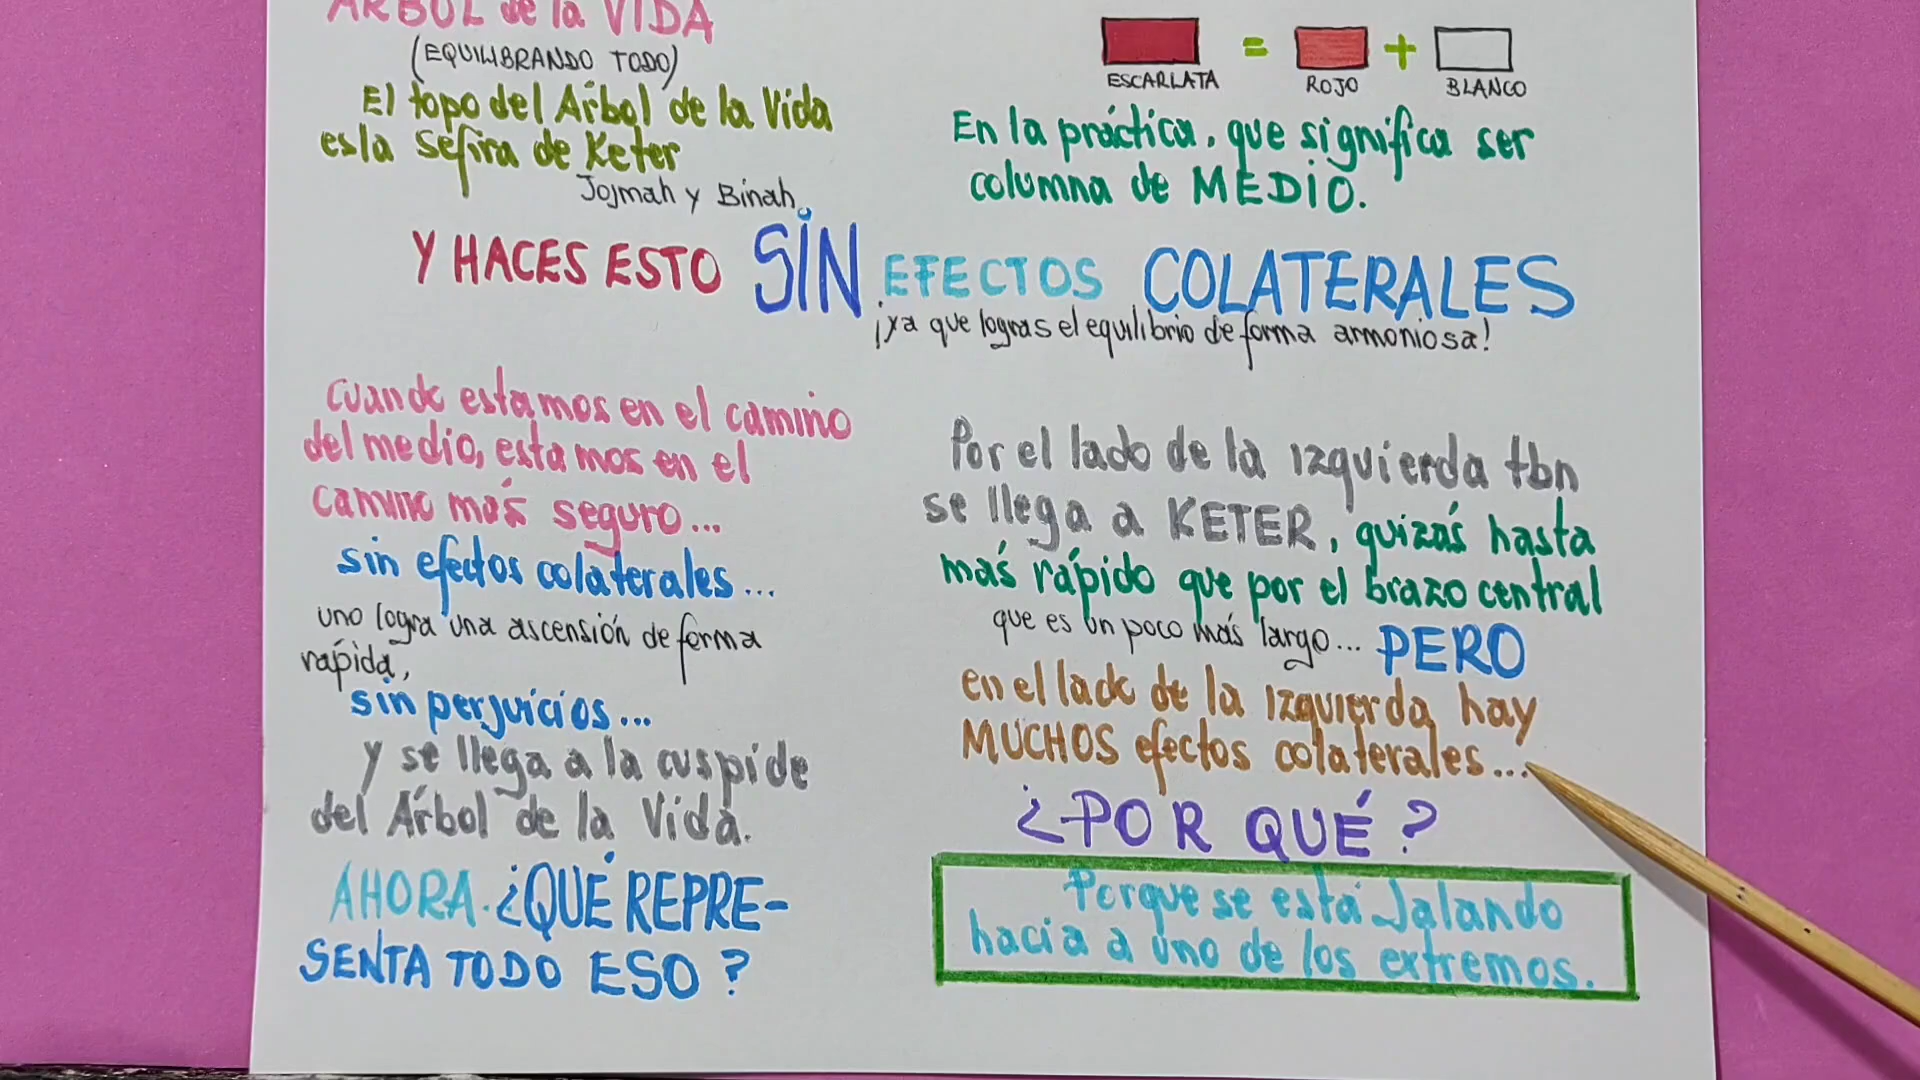 ÁRBOL de la VIDA
(EQUILIBRANDO TODO)
El topo del Árbol de la Vida
es la Sefira de Keter
Jojmah y Binah
ESCARLATA = ROJO + BLANCO
En la práctica, que significa ser
columna de MEDIO.
Y HACES ESTO SIN EFECTOS COLATERALES
¡ya que logras el equilibrio de forma armoniosa!
Cuando estamos en el camino
del medio, estamos en el
camino más seguro...
sin efectos colaterales...
uno logra una ascensión de forma
rápida,
sin perjuicios...
y se llega a la cuspide
del Árbol de la Vida.
AHORA. ¿QUÉ REPRE-
SENTA TODO ESO?
Por el lado de la izquierda tbn
se llega a KETER, quizás hasta
más rápido que por el brazo central
que es un poco más largo... PERO
en el lado de la izquierda hay
MUCHOS efectos colaterales...
¿POR QUÉ?
Porque se está Jalando
hacia a uno de los extremos.